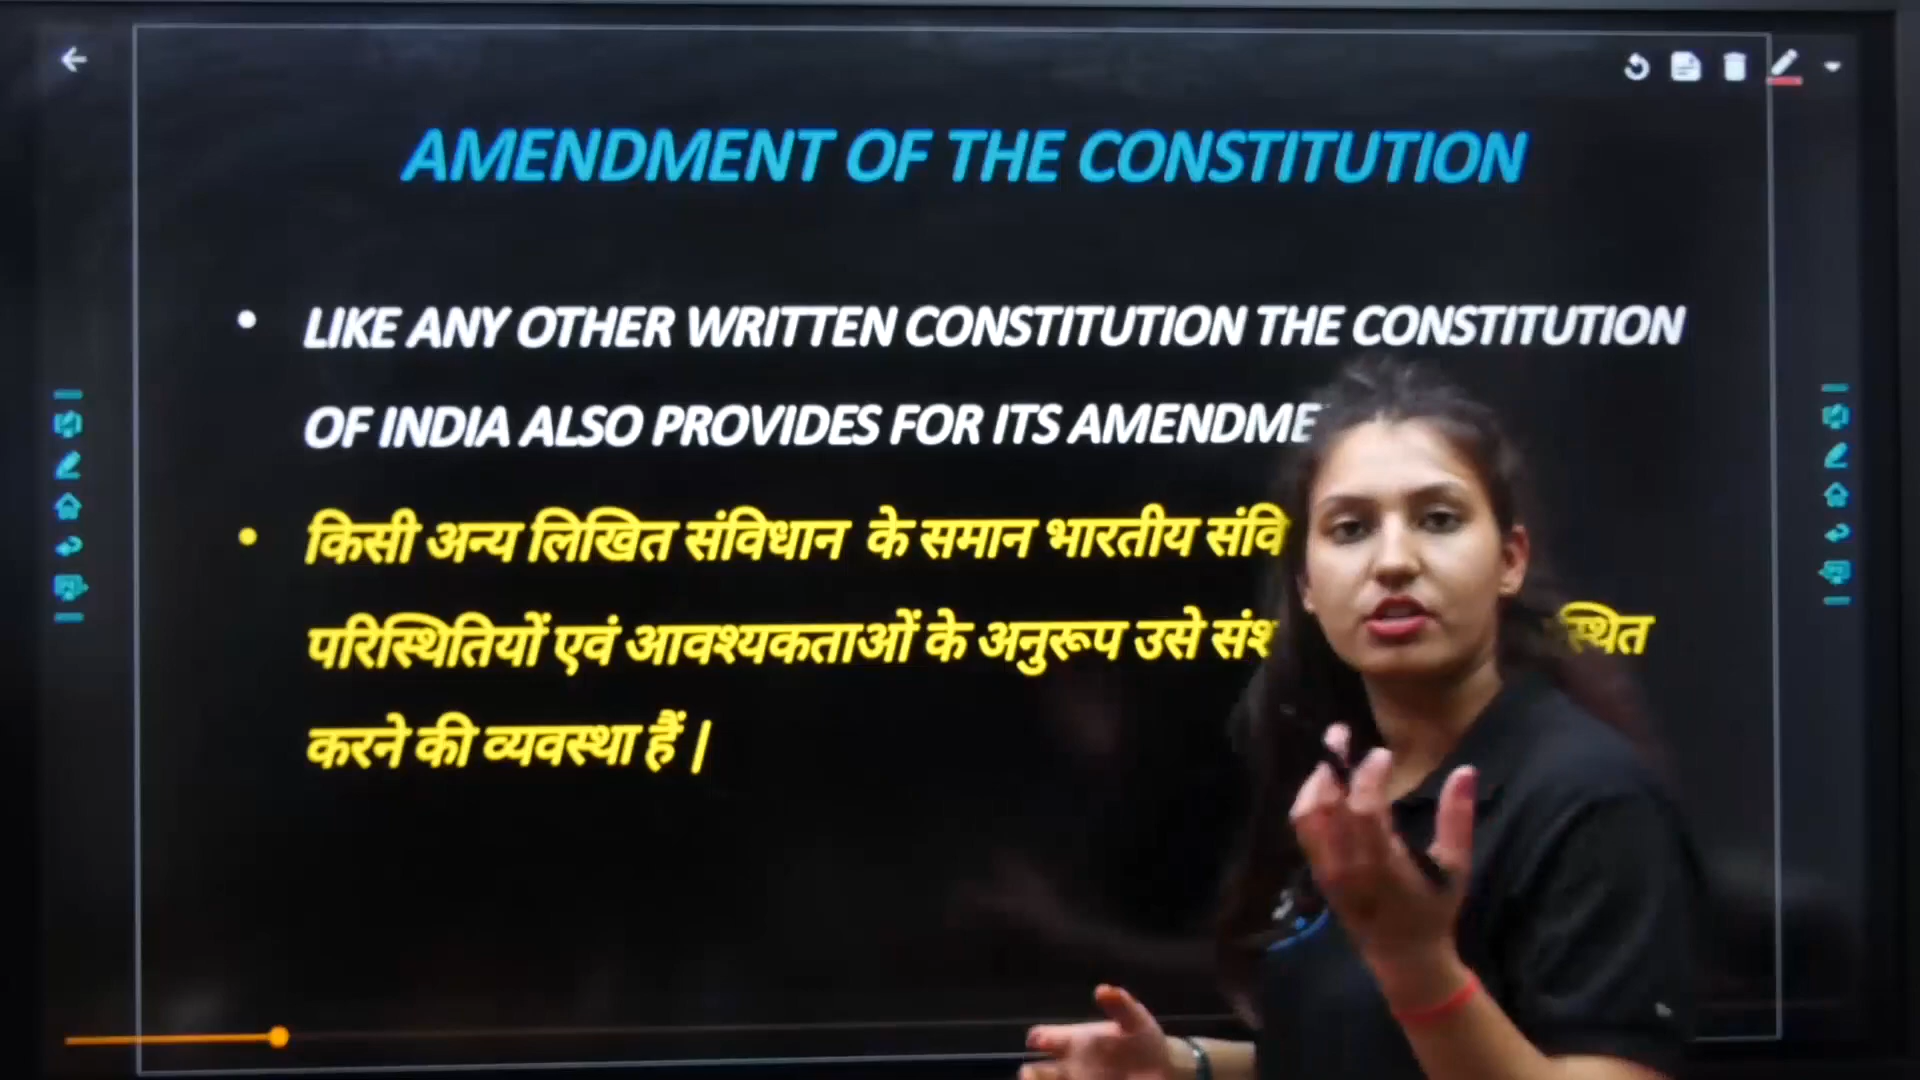 AMENDMENT OF THE CONSTITUTION
• LIKE ANY OTHER WRITTEN CONSTITUTION THE CONSTITUTION
OF INDIA ALSO PROVIDES FOR ITS
• किसी अन्य लिखित संविधान के समान भारतीय
परिस्थितियों एवं आवश्यकताओं के अनुरूप उसे
करने की व्यवस्था हैं |